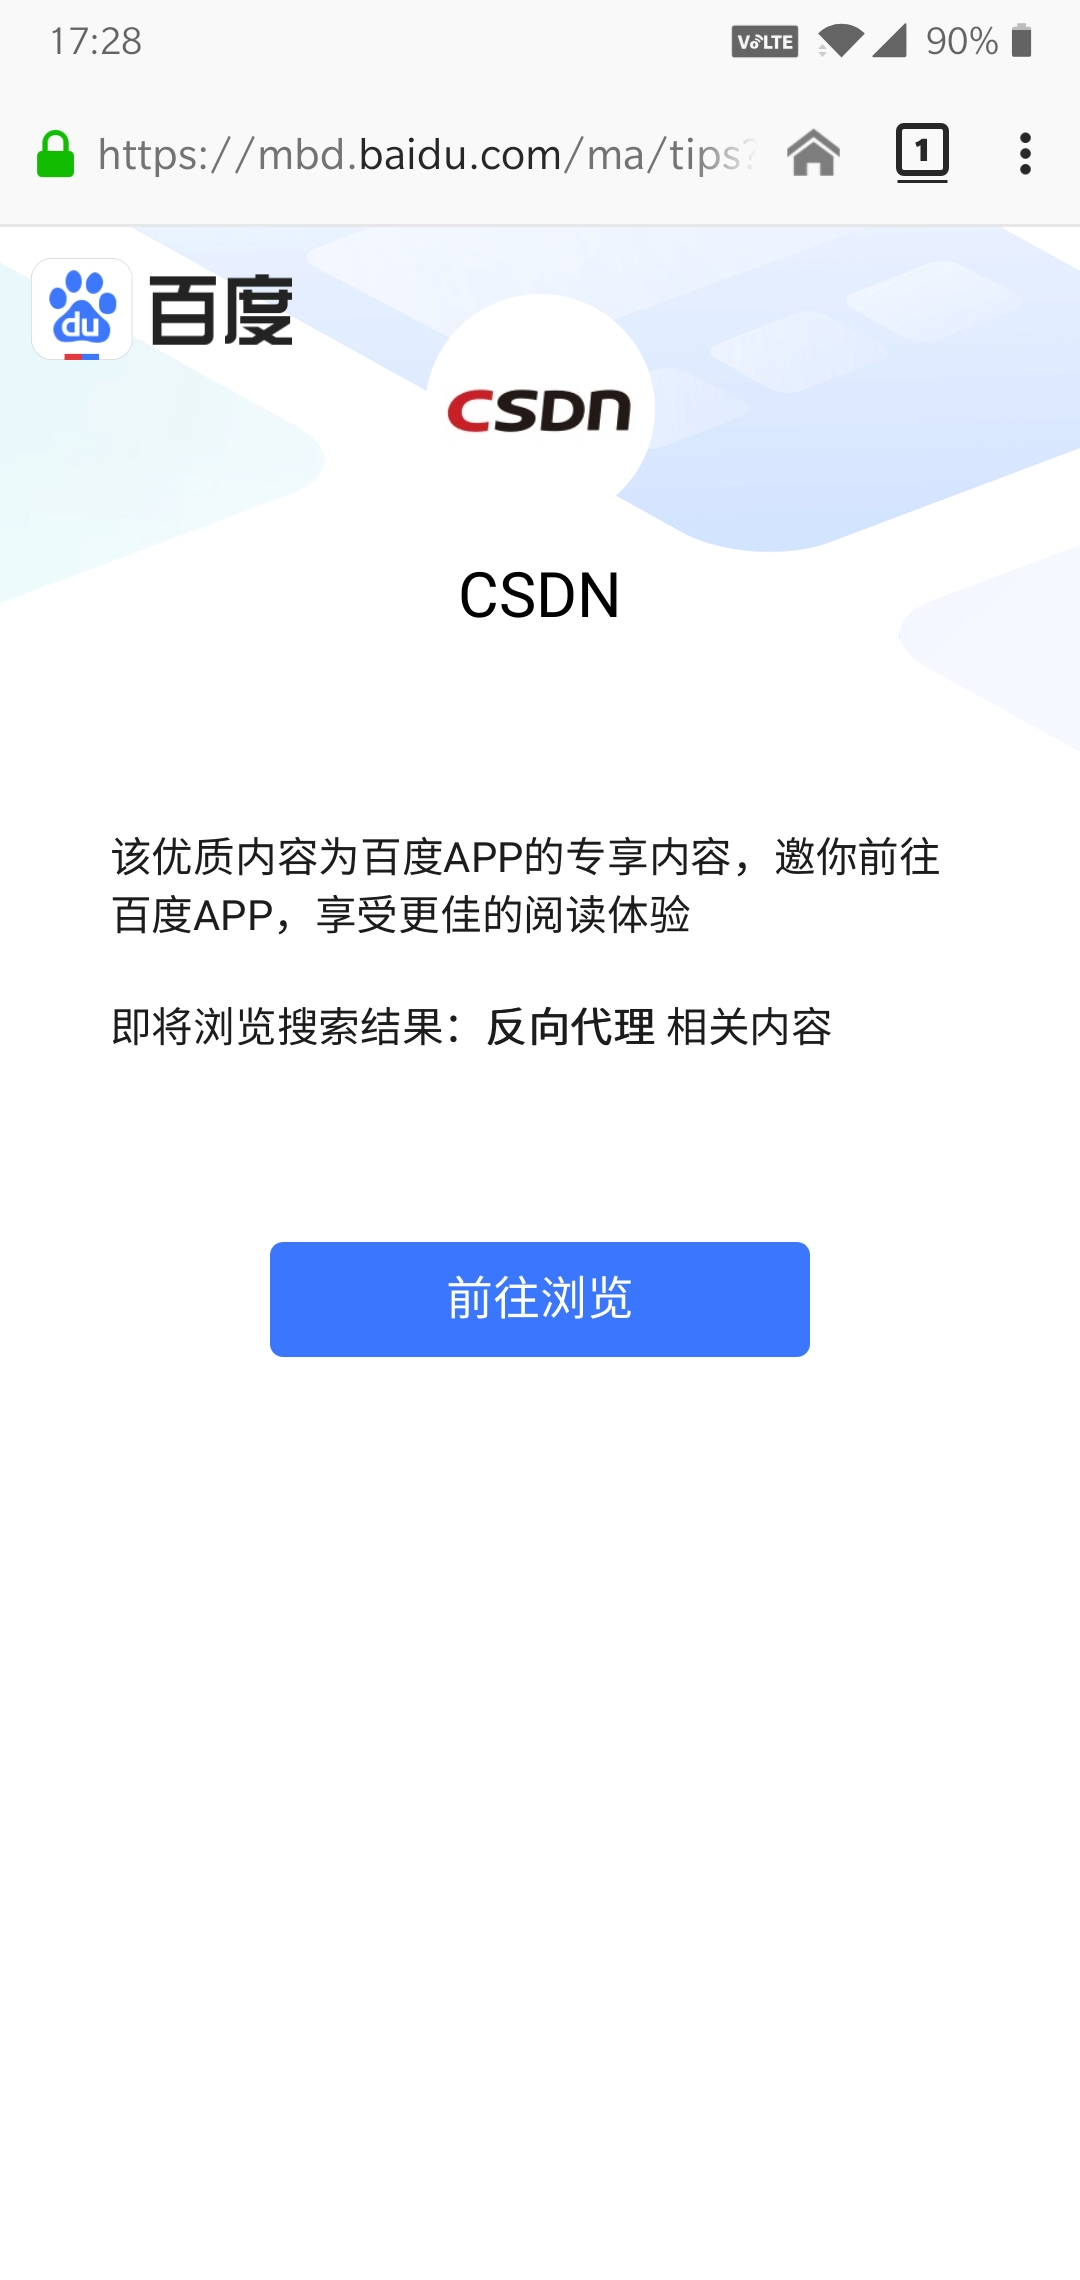 17:28
VoLTE 90%
https://mbd.baidu.com/ma/tips?
1
du 百度
CSDN
CSDN
该优质内容为百度APP的专享内容，邀你前往
百度APP，享受更佳的阅读体验
即将浏览搜索结果：反向代理 相关内容
前往浏览